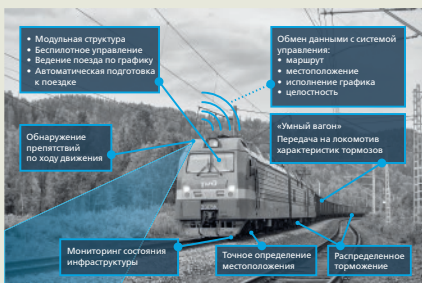 • Модульная структура
• Беспилотное управление
• Ведение поезда по графику
• Автоматическая подготовка
к поездке
Обмен данными с системой
управления:
• маршрут
• местоположение
• исполнение графика
• целостность
Обнаружение
препятствий
по ходу движения
«Умный вагон»
Передача на локомотив
характеристик тормозов
Мониторинг состояния
инфраструктуры
Точное определение
местоположения
Распределенное
торможение